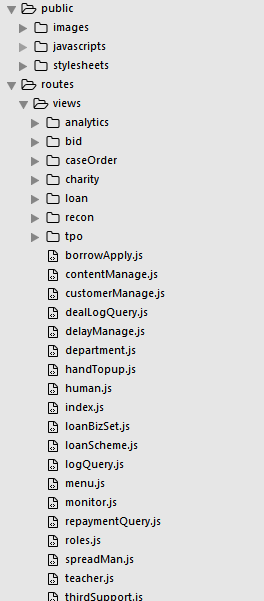 public
images
javascripts
stylesheets
routes
views
analytics
bid
caseOrder
charity
loan
recon
tpo
borrowApply.js
contentManage.js
customerManage.js
dealLogQuery.js
delayManage.js
department.js
handTopup.js
human.js
index.js
loanBizSet.js
loanScheme.js
logQuery.js
menu.js
monitor.js
repaymentQuery.js
roles.js
spreadMan.js
teacher.js
thirdSupport.js